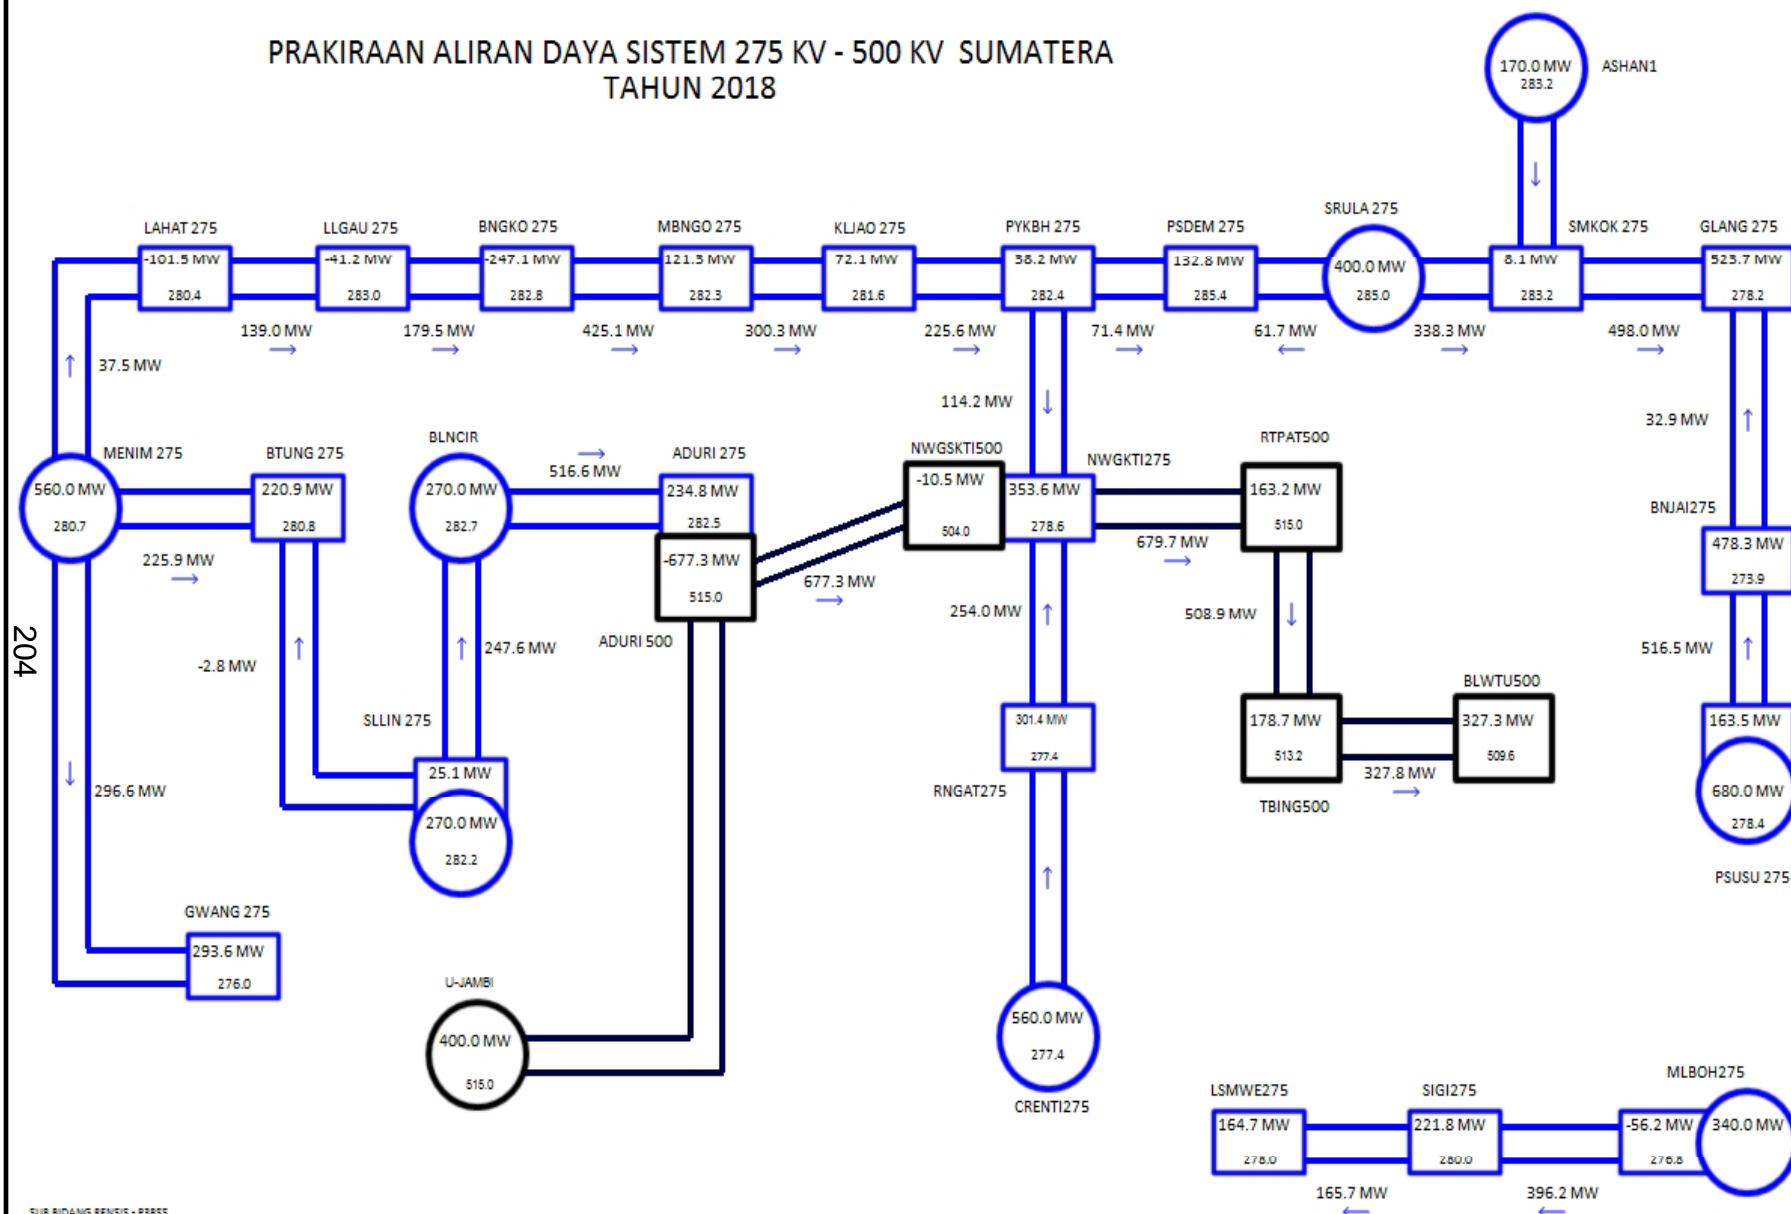 PRAKIRAAN ALIRAN DAYA SISTEM 275 KV - 500 KV SUMATERA
TAHUN 2018
170.0 MW
283.2
ASHAN1
LAHAT 275
-101.5 MW
280.4
LLGAU 275
-41.2 MW
283.0
BNGKO 275
-247.1 MW
282.8
MBNGO 275
121.3 MW
282.3
KLJAO 275
72.1 MW
281.6
PYKBH 275
38.2 MW
282.4
PSDEM 275
132.8 MW
285.4
SRULA 275
400.0 MW
285.0
SMKOK 275
8.1 MW
283.2
GLANG 275
523.7 MW
278.2
139.0 MW
179.5 MW
425.1 MW
300.3 MW
225.6 MW
71.4 MW
61.7 MW
338.3 MW
498.0 MW
37.5 MW
114.2 MW
32.9 MW
MENIM 275
560.0 MW
280.7
BTUNG 275
220.9 MW
280.8
BLNCIR
270.0 MW
282.7
516.6 MW
ADURI 275
234.8 MW
282.5
-677.3 MW
515.0
ADURI 500
NWGSKTI500
-10.5 MW
504.0
NWGKTI275
353.6 MW
278.6
RTPAT500
163.2 MW
515.0
BNJAI275
478.3 MW
273.9
225.9 MW
677.3 MW
679.7 MW
254.0 MW
508.9 MW
516.5 MW
-2.8 MW
247.6 MW
204
SLLIN 275
25.1 MW
270.0 MW
282.2
301.4 MW
277.4
RNGAT275
178.7 MW
513.2
TBING500
BLWTU500
327.3 MW
509.6
327.8 MW
163.5 MW
680.0 MW
278.4
PSUSU 275
296.6 MW
GWANG 275
293.6 MW
276.0
U-JAMBI
400.0 MW
515.0
560.0 MW
277.4
CRENTI275
LSMWE275
164.7 MW
278.0
SIGI275
221.8 MW
280.0
MLBOH275
-56.2 MW
276.8
340.0 MW
165.7 MW
396.2 MW